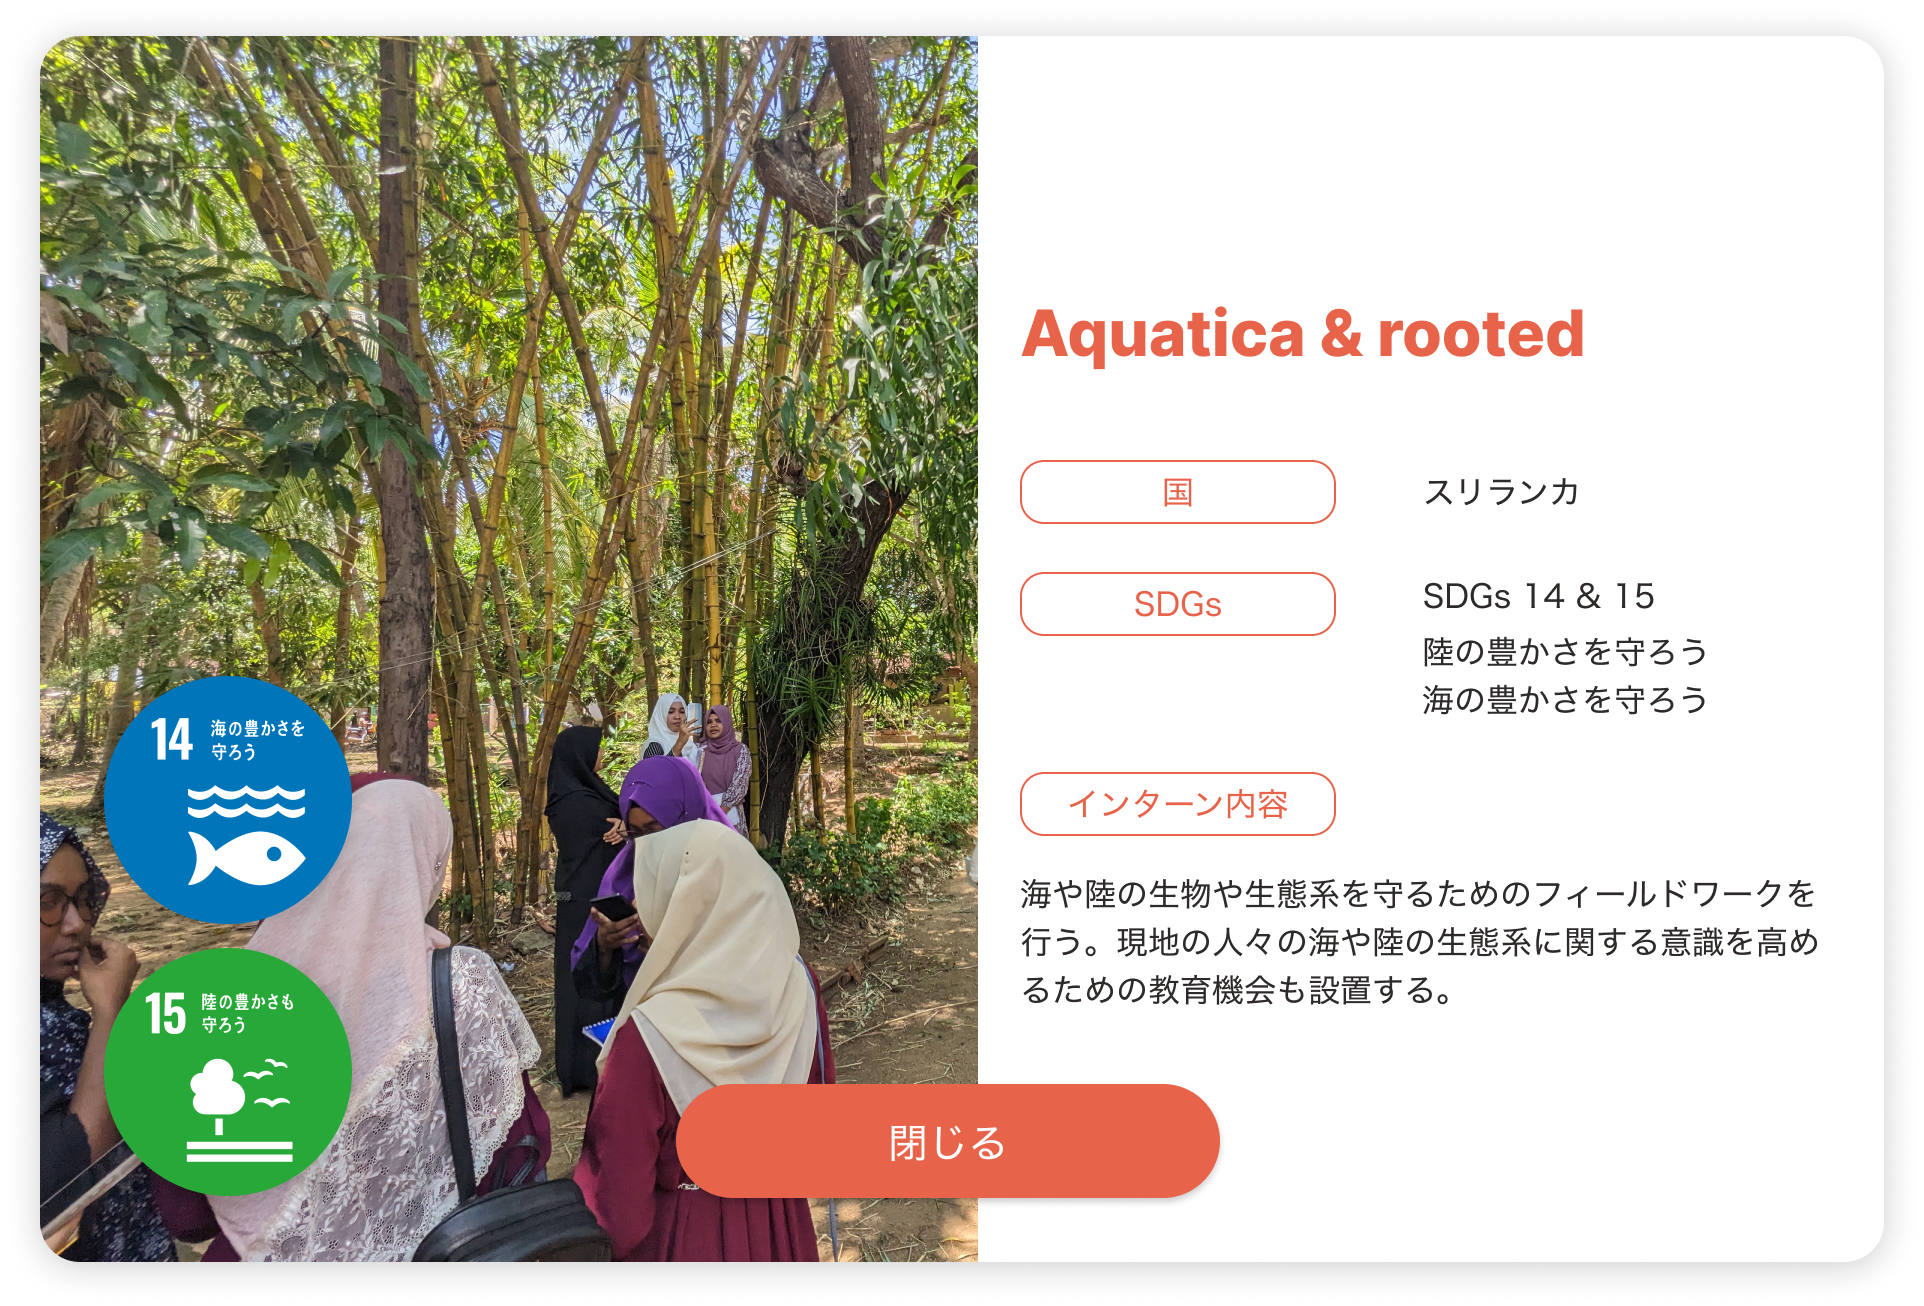 14 海の豊かさを
守ろう
15 陸の豊かさも
守ろう
Aquatica & rooted
国
スリランカ
SDGs
SDGs 14 & 15
陸の豊かさを守ろう
海の豊かさを守ろう
インターン内容
海や陸の生物や生態系を守るためのフィールドワークを
行う。現地の人々の海や陸の生態系に関する意識を高め
るための教育機会も設置する。
閉じる